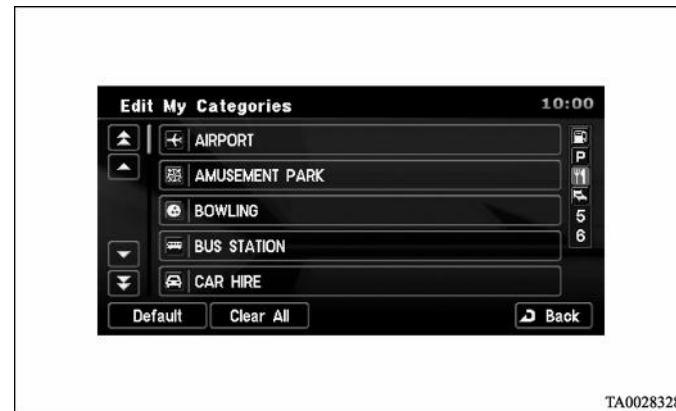 Edit My Categories 10:00
AIRPORT
P
AMUSEMENT PARK
BOWLING
5
BUS STATION
6
CAR HIRE
Default Clear All Back
TA0028328